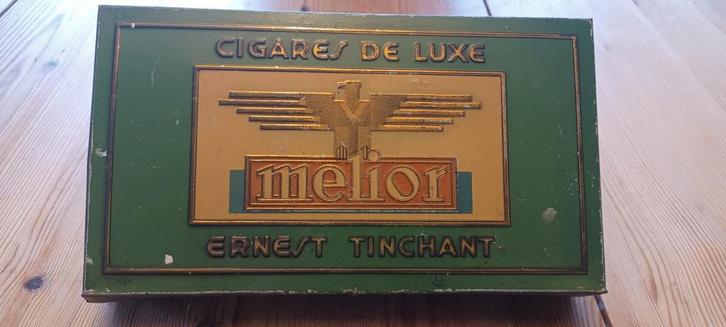 CIGARES DE LUXE
melior
ERNEST TINCHANT